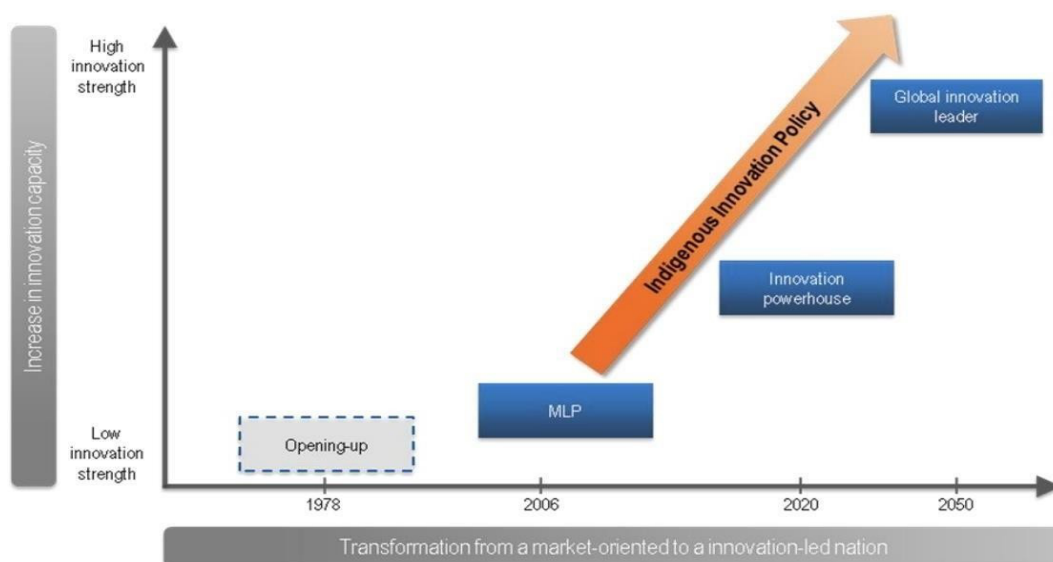 High
innovation
strength
Increase in innovation capacity
Low
innovation
strength
Global innovation
leader
Indigenous Innovation Policy
Innovation
powerhouse
MLP
Opening-up
1978
2006
2020
2050
Transformation from a market-oriented to a innovation-led nation